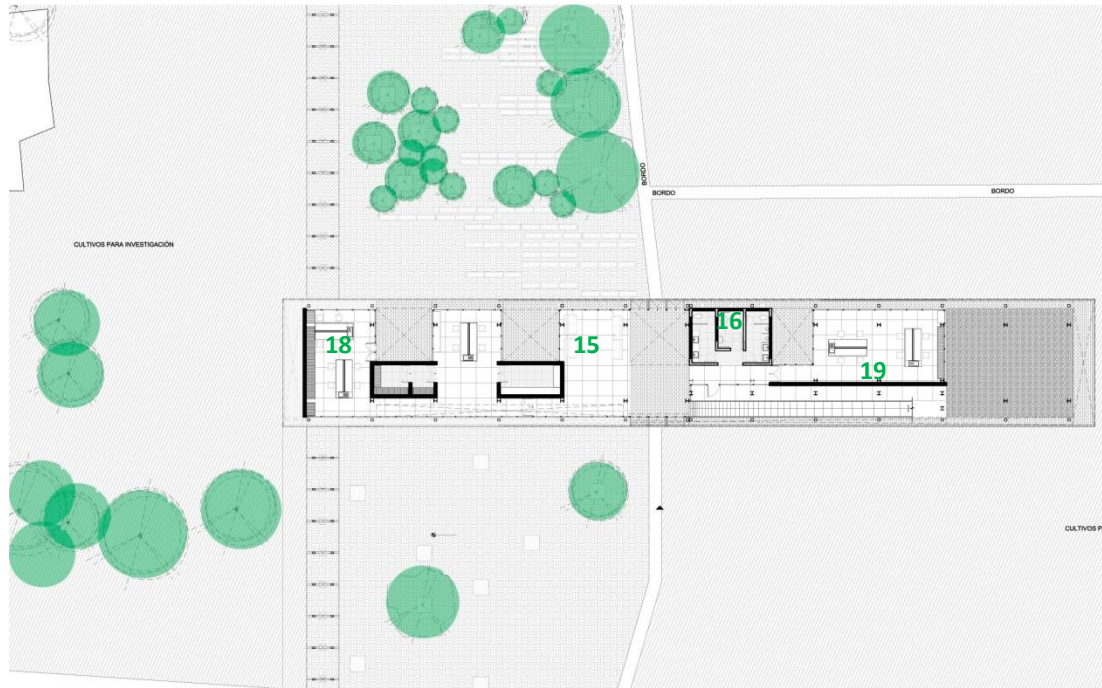 BORDO
BORDO
BORDO
CULTIVOS PARA INVESTIGACIÓN
16
18
15
19
CULTIVOS P